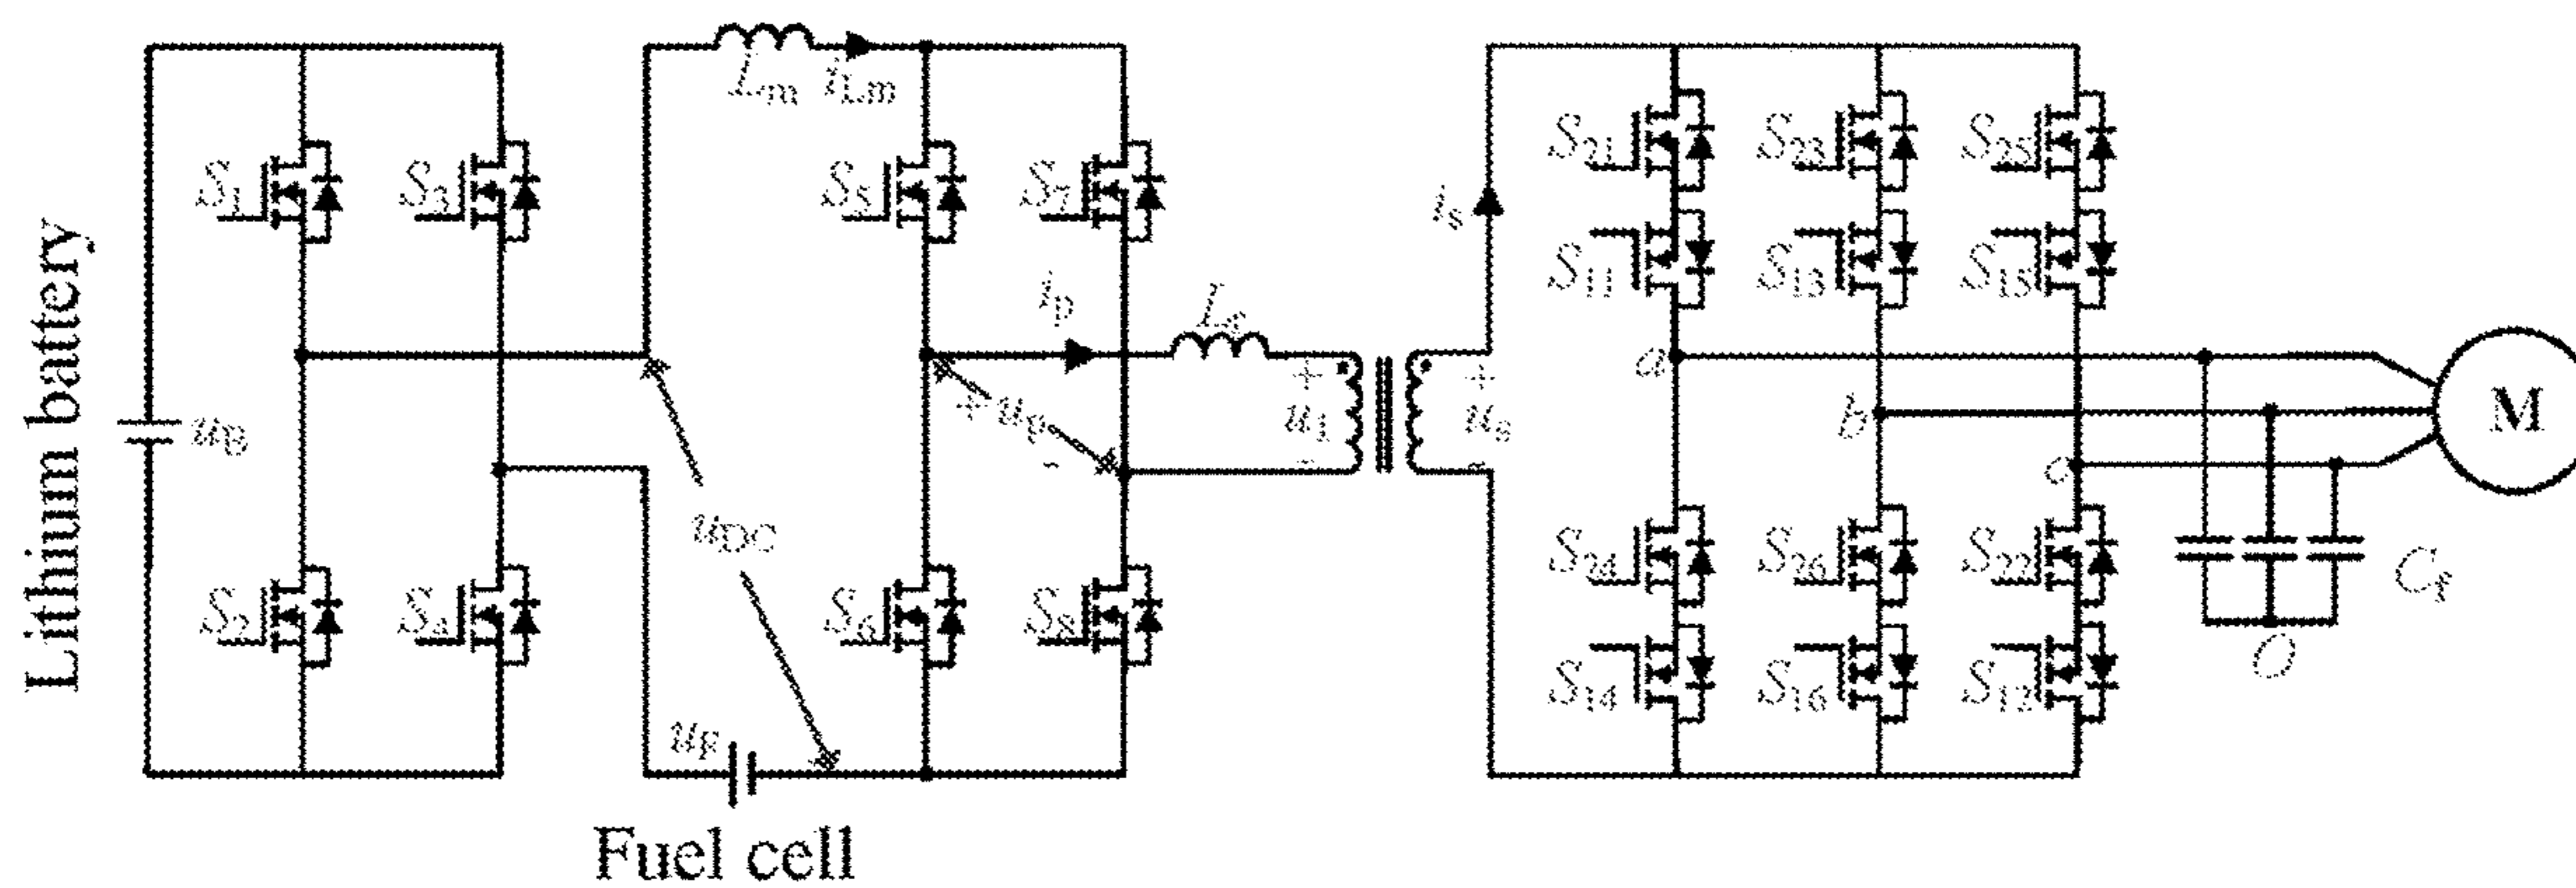 Lithium battery
u_B
S_1
S_3
S_2
S_4
L_m
i_Lm
S_5
S_7
S_6
S_8
u_DC
u_F
Fuel cell
i_p
+ u_p -
+
u_1
-
i_s
+
u_s
-
S_21
S_23
S_25
S_11
S_13
S_15
a
b
c
S_24
S_26
S_22
S_14
S_16
S_12
M
C_f
O